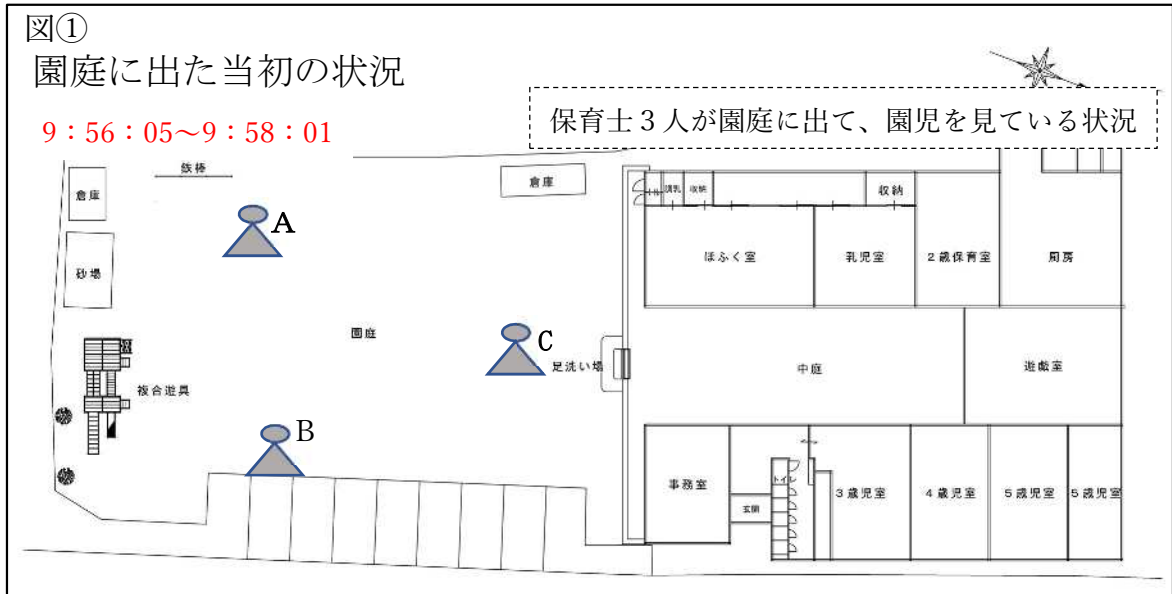 図①
園庭に出た当初の状況
9：56：05～9：58：01
保育士３人が園庭に出て、園児を見ている状況
鉄棒
倉庫
倉庫
収納
収納
A
ほふく室
乳児室
２歳保育室
厨房
砂場
園庭
C
足洗い場
中庭
遊戯室
複合遊具
B
事務室
トイレ
玄関
３歳児室
４歳児室
５歳児室
５歳児室